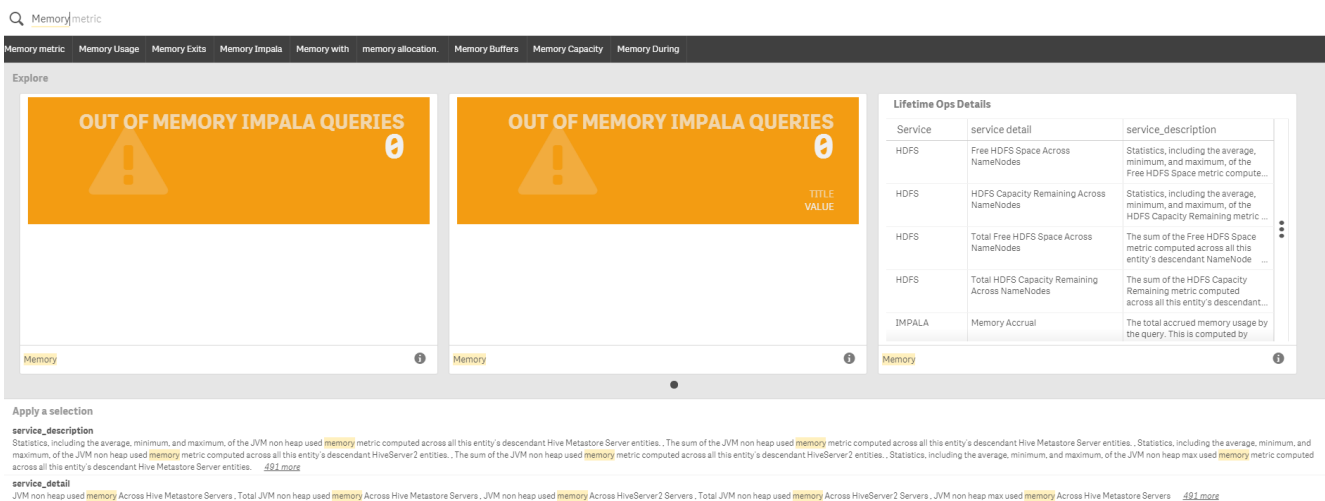 Memory metric
Memory metric Memory Usage Memory Exits Memory Impala Memory with memory allocation. Memory Buffers Memory Capacity Memory During
Explore
OUT OF MEMORY IMPALA QUERIES
0
Memory
OUT OF MEMORY IMPALA QUERIES
0
TITLE
VALUE
Memory
Lifetime Ops Details
Service service detail service_description
HDFS Free HDFS Space Across Statistics, including the average,
NameNodes minimum, and maximum, of the
Free HDFS Space metric compute...
HDFS HDFS Capacity Remaining Across Statistics, including the average,
NameNodes minimum, and maximum, of the
HDFS Capacity Remaining metric ...
HDFS Total Free HDFS Space Across The sum of the Free HDFS Space
NameNodes metric computed across all this
entity's descendant NameNode ...
HDFS Total HDFS Capacity Remaining The sum of the HDFS Capacity
Across NameNodes Remaining metric computed
across all this entity's descendant...
IMPALA Memory Accrual The total accrued memory usage by
the query. This is computed by
Memory
Apply a selection
service_description
Statistics, including the average, minimum, and maximum, of the JVM non heap used memory metric computed across all this entity's descendant Hive Metastore Server entities. , The sum of the JVM non heap used memory metric computed across all this entity's descendant Hive Metastore Server entities. , Statistics, including the average, minimum, and
maximum, of the JVM non heap used memory metric computed across all this entity's descendant HiveServer2 entities. , The sum of the JVM non heap used memory metric computed across all this entity's descendant HiveServer2 entities. , Statistics, including the average, minimum, and maximum, of the JVM non heap max used memory metric computed
across all this entity's descendant Hive Metastore Server entities. 491 more
service_detail
JVM non heap used memory Across Hive Metastore Servers , Total JVM non heap used memory Across Hive Metastore Servers , JVM non heap used memory Across HiveServer2 Servers , Total JVM non heap used memory Across HiveServer2 Servers , JVM non heap max used memory Across Hive Metastore Servers 491 more